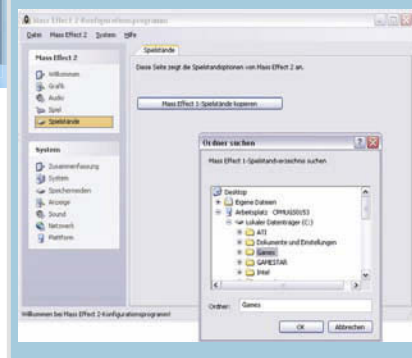 Mass Effect 2-Konfigurationsprogramm
Datei Mass Effect 2 System Hilfe
Mass Effect 2
Willkommen
Grafik
Audio
Spiel
Spielstände
System
Zusammenfassung
System
Speichermedien
Anzeige
Sound
Netzwerk
Plattform
Spielstände
Diese Seite zeigt die Spielstandoptionen von Mass Effect 2 an.
Mass Effect 1-Spielstände kopieren
Ordner suchen
Mass Effect 1-Spielstandverzeichnis suchen
Desktop
Eigene Dateien
Arbeitsplatz
Lokaler Datenträger (C:)
ATI
Dokumente und Einstellungen
Games
GAMESTAR
Intel
Ordner: Games
OK Abbrechen
Willkommen bei Mass Effect 2-Konfigurationsprogramm!